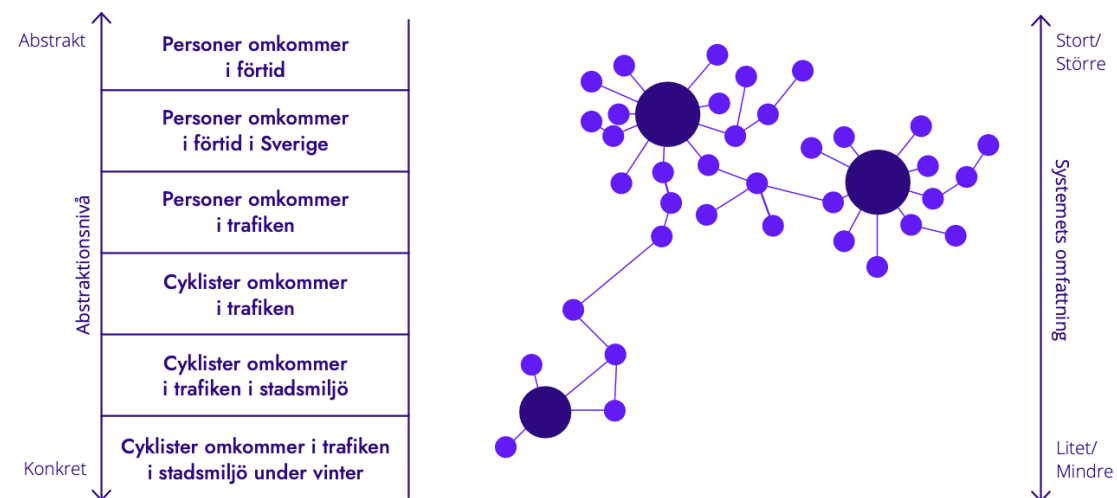 Abstrakt
Personer omkommer
i förtid
Personer omkommer
i förtid i Sverige
Personer omkommer
i trafiken
Abstraktionsnivå
Cyklister omkommer
i trafiken
Cyklister omkommer
i trafiken i stadsmiljö
Konkret
Cyklister omkommer i trafiken
i stadsmiljö under vinter
Stort/
Större
Systemets omfattning
Litet/
Mindre